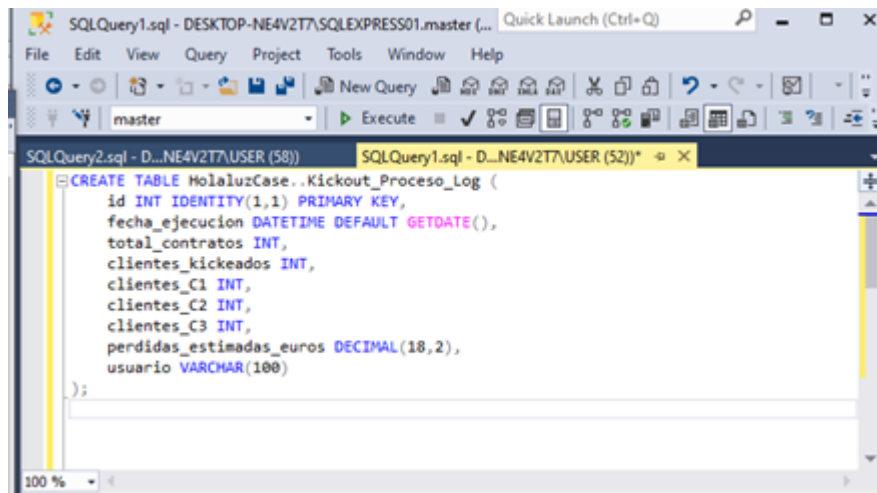 SQLQuery1.sql - DESKTOP-NE4V2T7\SQLEXPRESS01.master (...
Quick Launch (Ctrl+Q)
File Edit View Query Project Tools Window Help
New Query
master
Execute
SQLQuery2.sql - D...NE4V2T7\USER (58))
SQLQuery1.sql - D...NE4V2T7\USER (52))*
CREATE TABLE HolaluzCase..Kickout_Proceso_Log (
id INT IDENTITY(1,1) PRIMARY KEY,
fecha_ejecucion DATETIME DEFAULT GETDATE(),
total_contratos INT,
clientes_kickeados INT,
clientes_C1 INT,
clientes_C2 INT,
clientes_C3 INT,
perdidas_estimadas_euros DECIMAL(18,2),
usuario VARCHAR(100)
);
100 %